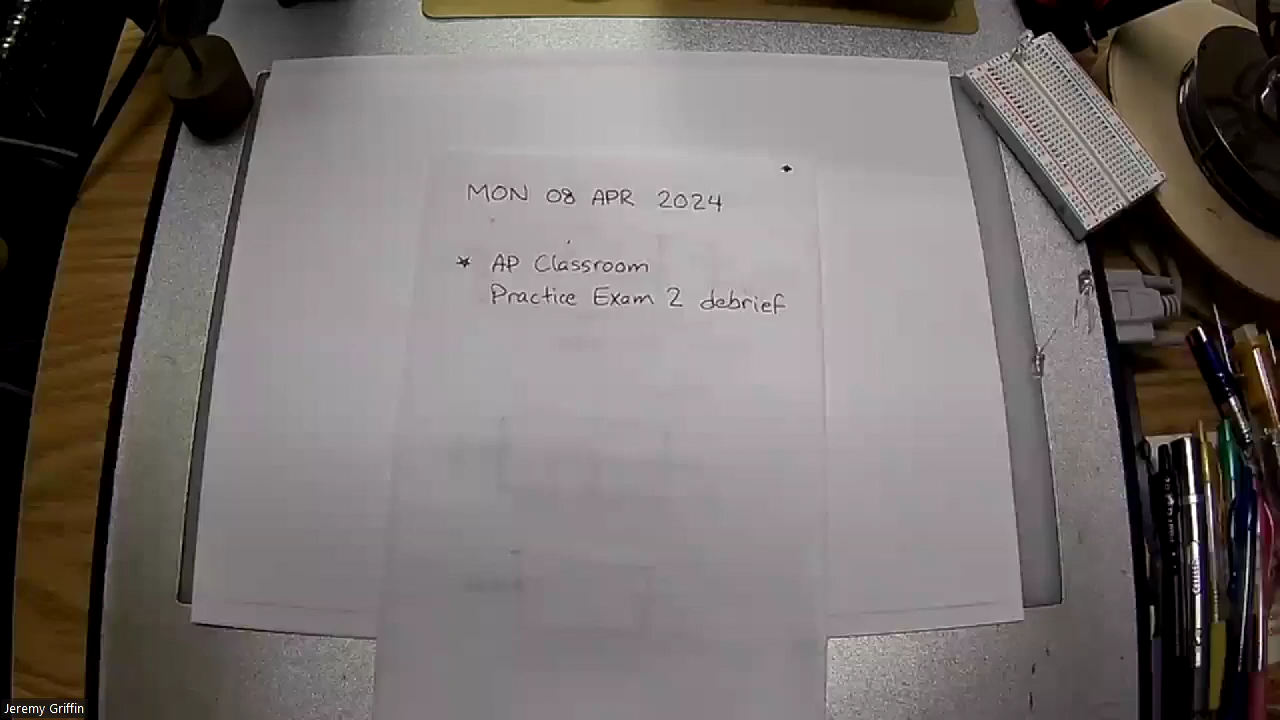 MON 08 APR 2024
* AP Classroom
Practice Exam 2 debrief
Jeremy Griffin